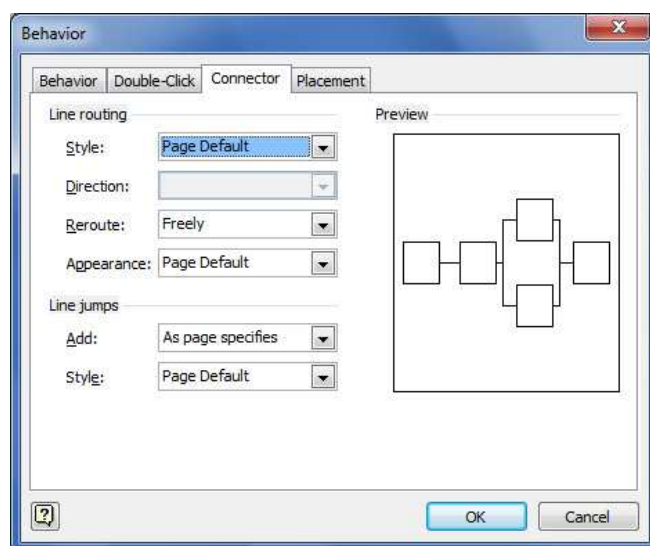 Behavior
Behavior Double-Click Connector Placement
Line routing
Style: Page Default
Direction:
Reroute: Freely
Appearance: Page Default
Line jumps
Add: As page specifies
Style: Page Default
Preview
OK Cancel